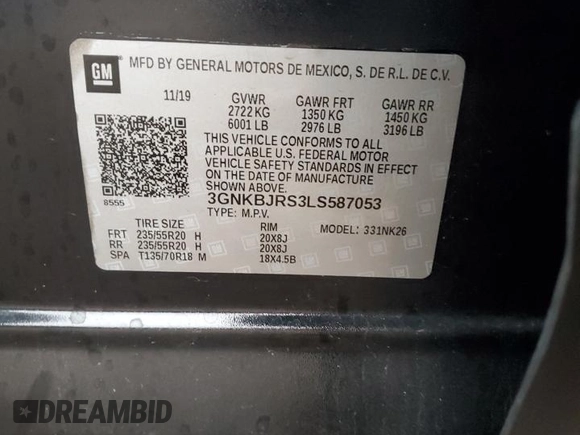 GM
MFD BY GENERAL MOTORS DE MEXICO, S. DE R.L. DE C.V.
11/19 GVWR GAWR FRT GAWR RR
2722 KG 1350 KG 1450 KG
6001 LB 2976 LB 3196 LB
THIS VEHICLE CONFORMS TO ALL
APPLICABLE U.S. FEDERAL MOTOR
VEHICLE SAFETY STANDARDS IN EFFECT
ON THE DATE OF MANUFACTURE
SHOWN ABOVE.
8555 3GNKBJRS3LS587053
TYPE: M.P.V. MODEL: 331NK26
TIRE SIZE RIM
FRT 235/55R20 H 20X8J
RR 235/55R20 H 20X8J
SPA T135/70R18 M 18X4.5B
DREAMBID